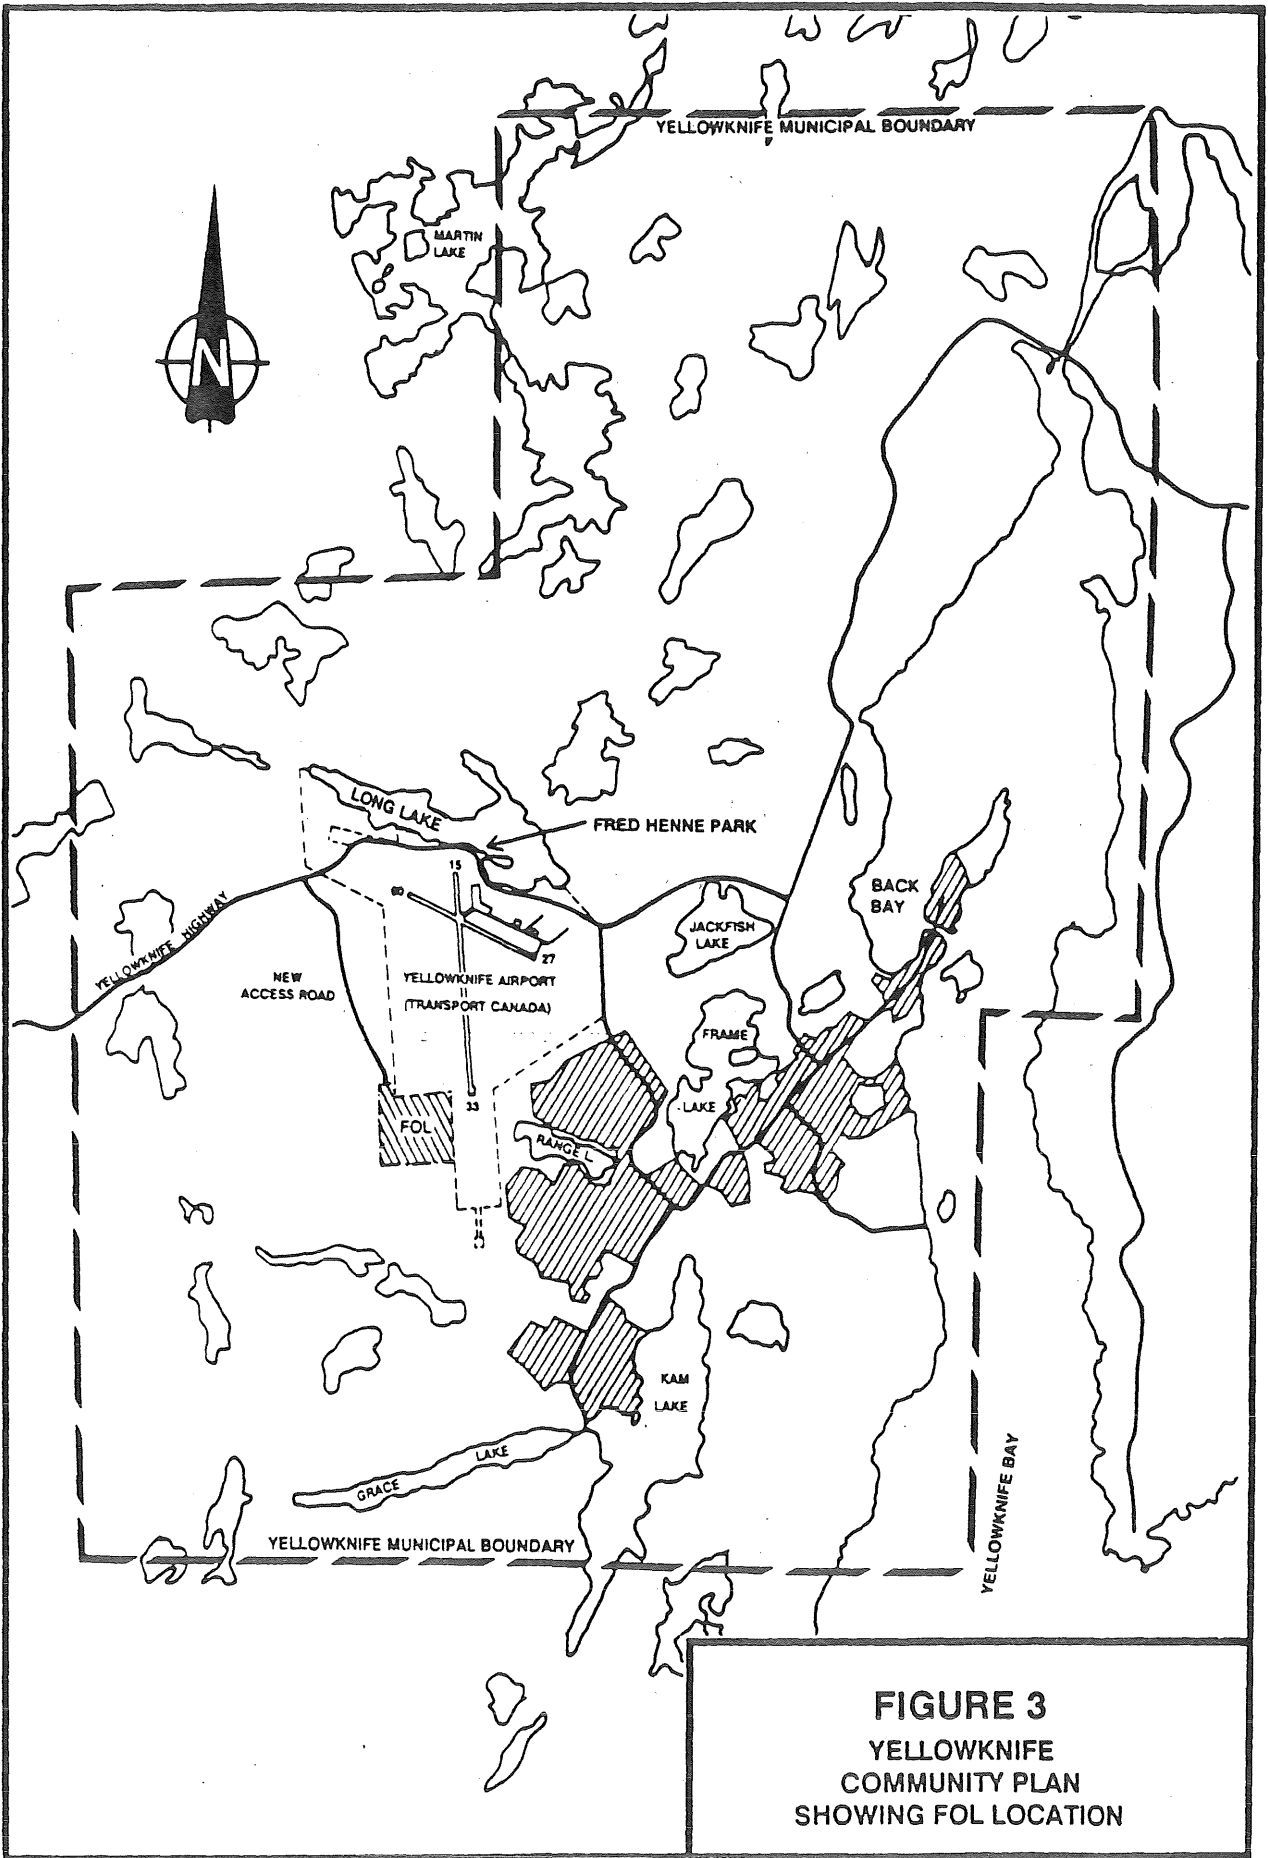 YELLOWKNIFE MUNICIPAL BOUNDARY
MARTIN
LAKE
N
LONG LAKE
FRED HENNE PARK
15
BACK
BAY
JACKFISH
LAKE
27
YELLOWKNIFE HIGHWAY
NEW
ACCESS ROAD
YELLOWKNIFE AIRPORT
(TRANSPORT CANADA)
FRAME
LAKE
33
FOL
RANGE L.
KAM
LAKE
GRACE LAKE
YELLOWKNIFE MUNICIPAL BOUNDARY
YELLOWKNIFE BAY
FIGURE 3
YELLOWKNIFE
COMMUNITY PLAN
SHOWING FOL LOCATION